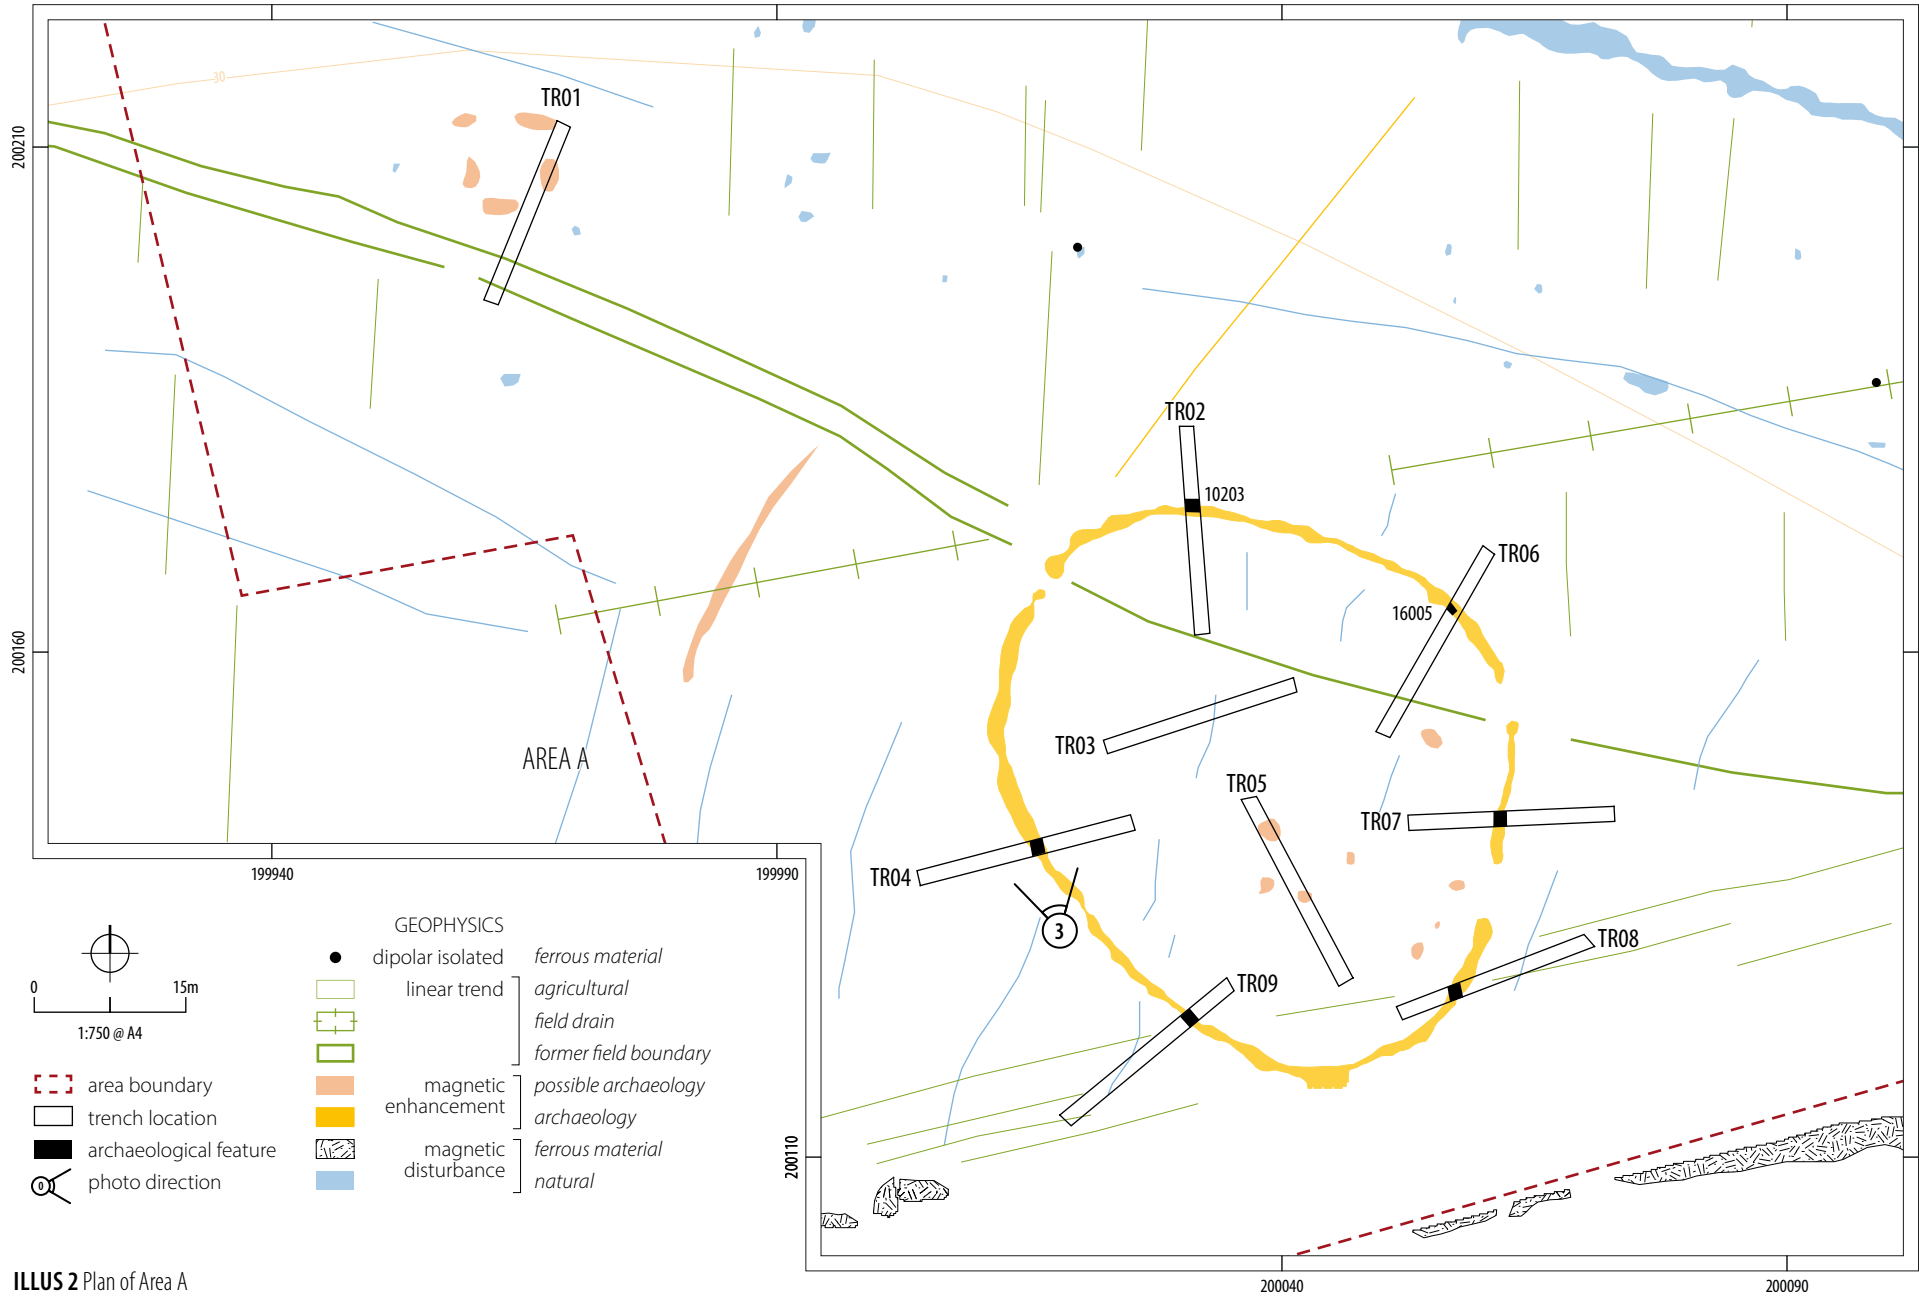 30
TR01
200210
TR02
10203
TR06
16005
200160
TR03
AREA A
TR05
TR07
TR04
199940
199990
3
TR08
TR09
200110
200040
200090
0 15m
1:750 @ A4
area boundary
trench location
archaeological feature
0 photo direction
GEOPHYSICS
dipolar isolated ferrous material
linear trend agricultural
field drain
former field boundary
magnetic enhancement possible archaeology
archaeology
magnetic disturbance ferrous material
natural
ILLUS 2 Plan of Area A